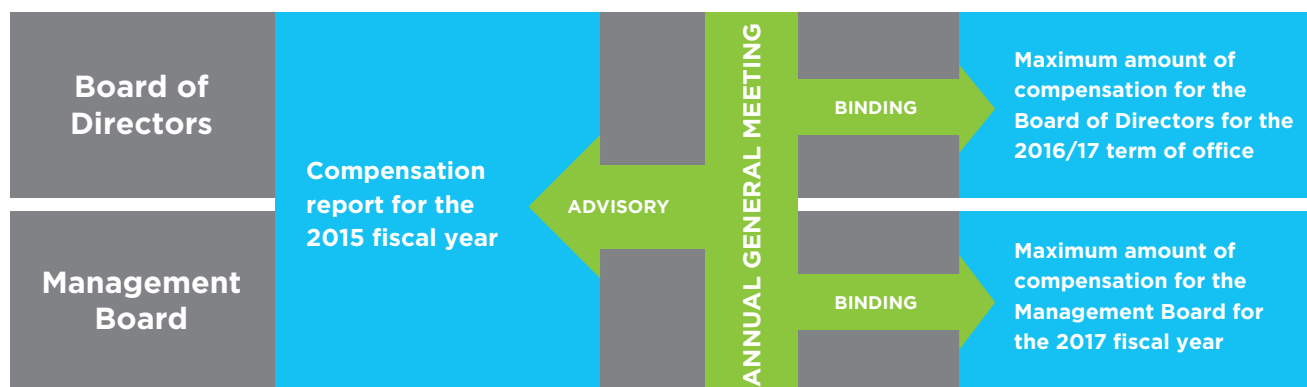 Board of
Directors
Management
Board
Compensation
report for the
2015 fiscal year
ADVISORY
ANNUAL GENERAL MEETING
BINDING
Maximum amount of
compensation for the
Board of Directors for the
2016/17 term of office
BINDING
Maximum amount of
compensation for the
Management Board for
the 2017 fiscal year